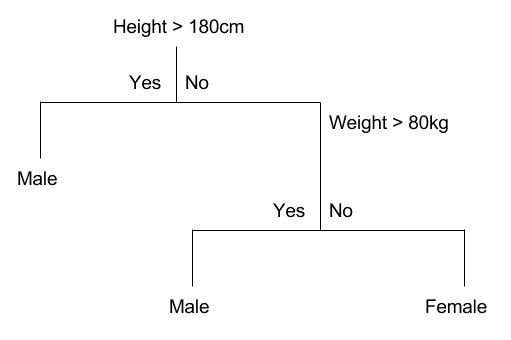 Height > 180cm
Yes No
Weight > 80kg
Male
Yes No
Male Female